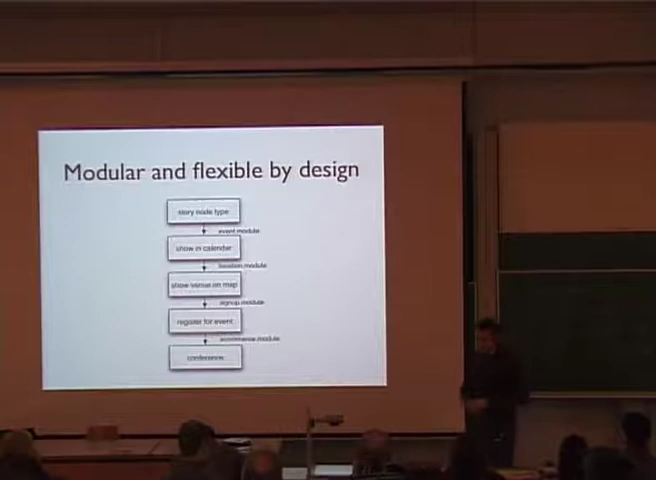 Modular and flexible by design
story node type
event module
show in calendar
location module
show venue on map
signup module
register for event
ecommerce module
conference